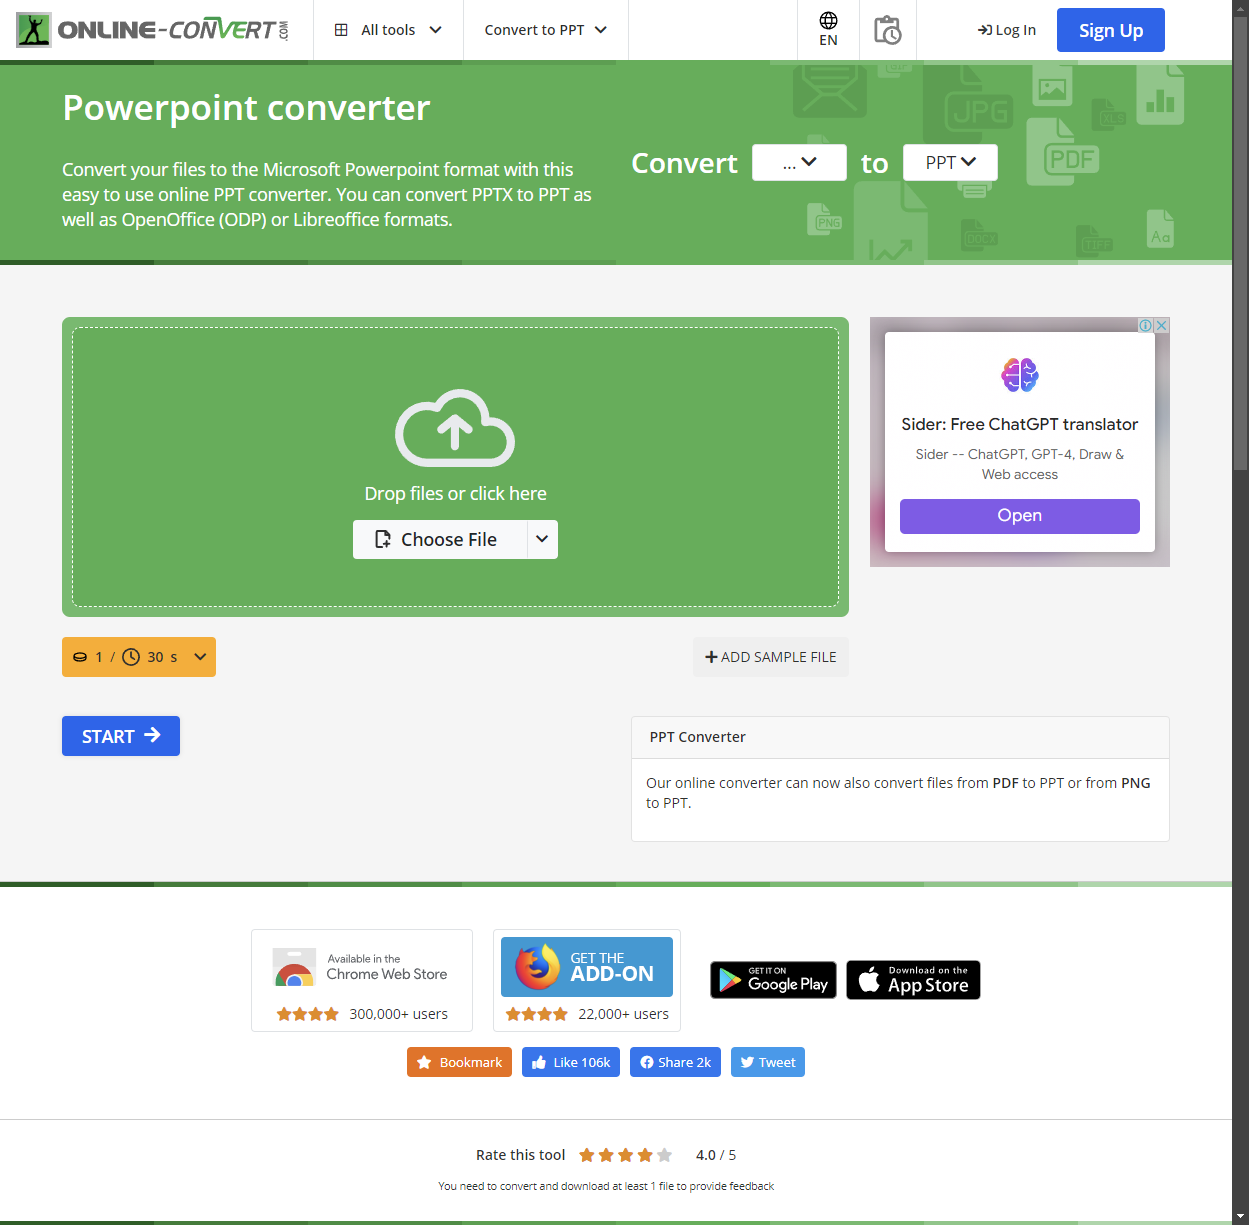 ONLINE-CONVERT.COM
All tools
Convert to PPT
EN
Log In
Sign Up
Powerpoint converter
Convert your files to the Microsoft Powerpoint format with this
easy to use online PPT converter. You can convert PPTX to PPT as
well as OpenOffice (ODP) or Libreoffice formats.
Convert ... to PPT
JPG
XLS
PDF
PNG
DOCX
TIFF
Aa
Drop files or click here
Choose File
Sider: Free ChatGPT translator
Sider -- ChatGPT, GPT-4, Draw &
Web access
Open
1 / 30 s
+ ADD SAMPLE FILE
START
PPT Converter
Our online converter can now also convert files from PDF to PPT or from PNG
to PPT.
Available in the
Chrome Web Store
300,000+ users
GET THE
ADD-ON
22,000+ users
GET IT ON
Google Play
Download on the
App Store
Bookmark
Like 106k
Share 2k
Tweet
Rate this tool
4.0 / 5
You need to convert and download at least 1 file to provide feedback